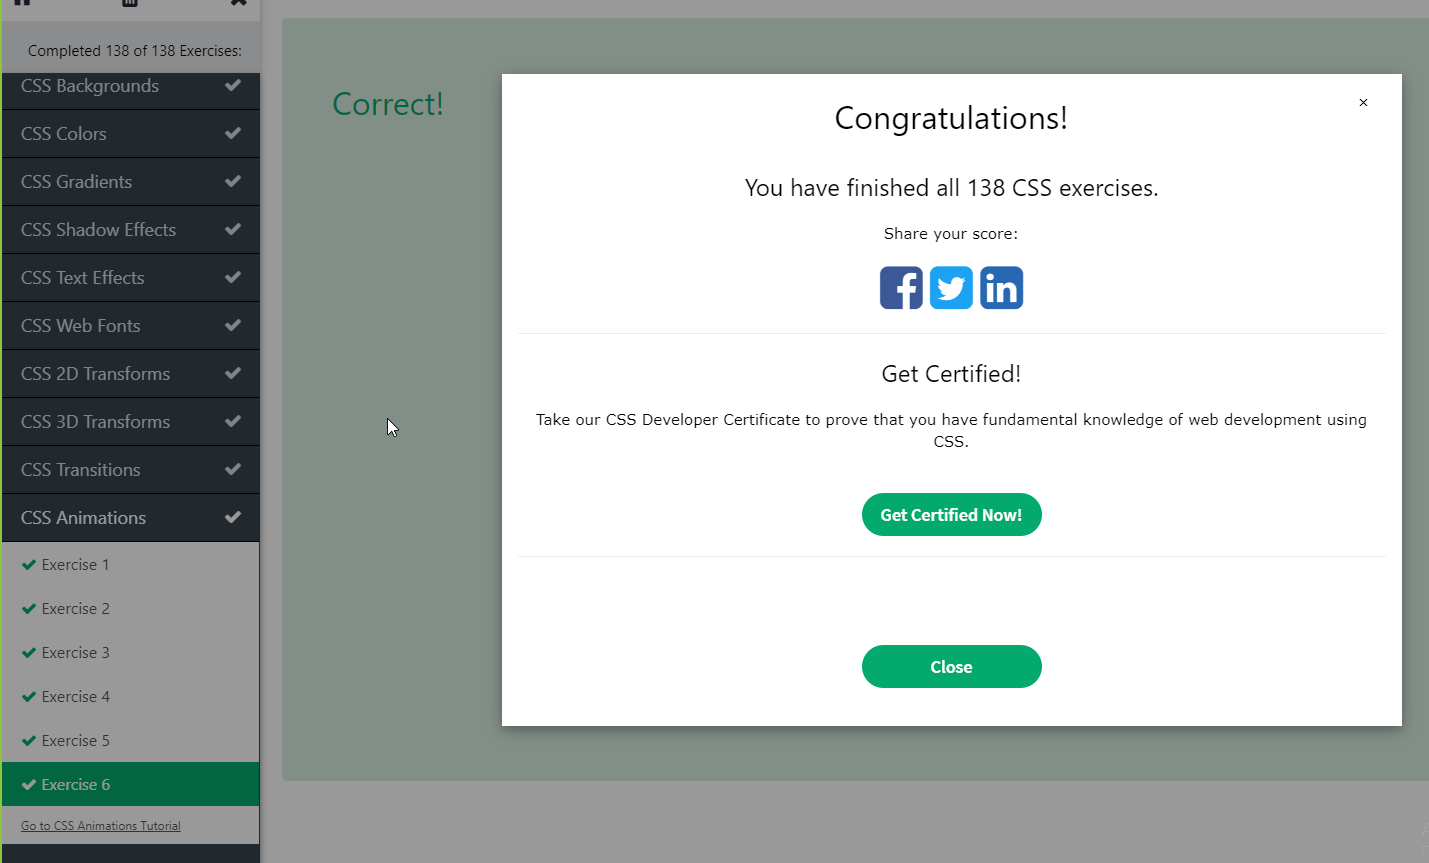 Completed 138 of 138 Exercises:
CSS Backgrounds
CSS Colors
CSS Gradients
CSS Shadow Effects
CSS Text Effects
CSS Web Fonts
CSS 2D Transforms
CSS 3D Transforms
CSS Transitions
CSS Animations
Exercise 1
Exercise 2
Exercise 3
Exercise 4
Exercise 5
Exercise 6
Go to CSS Animations Tutorial
Correct!
×
Congratulations!
You have finished all 138 CSS exercises.
Share your score:
Get Certified!
Take our CSS Developer Certificate to prove that you have fundamental knowledge of web development using
CSS.
Get Certified Now!
Close